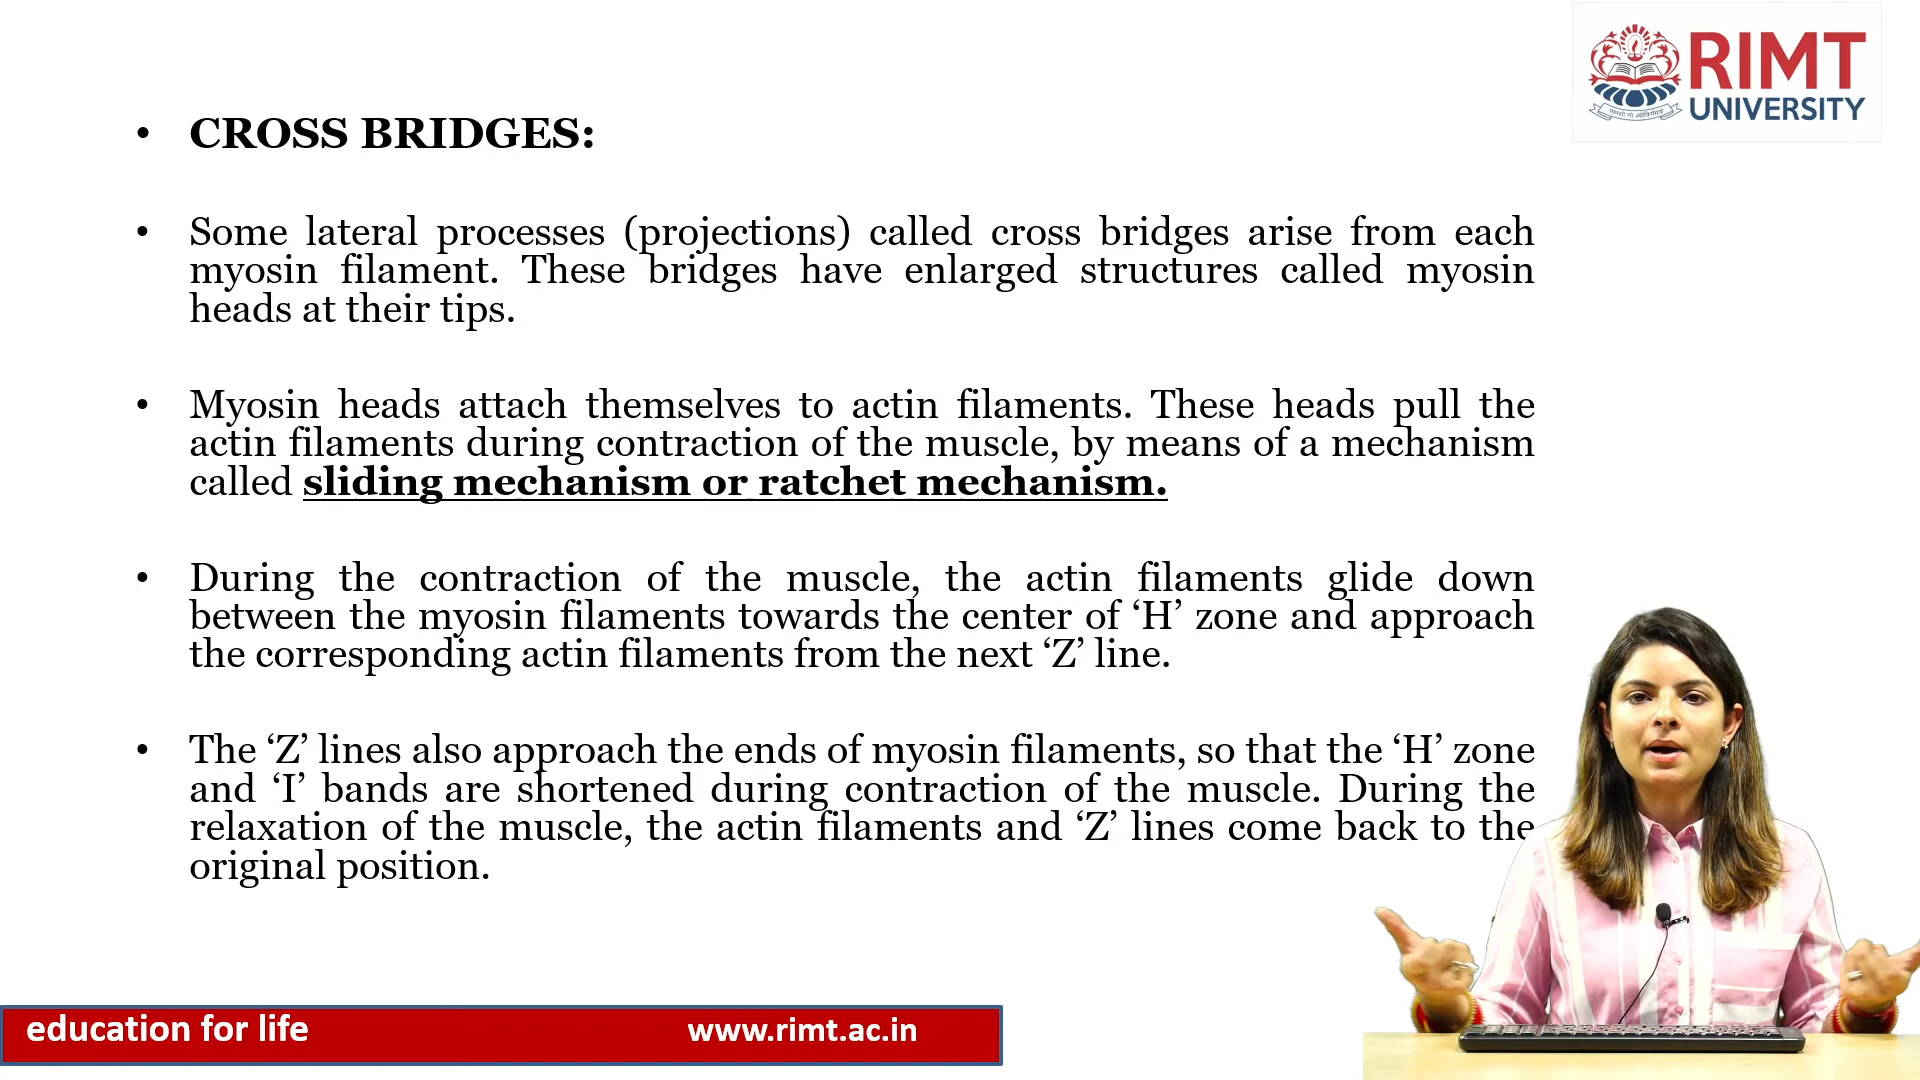 RIMT
UNIVERSITY
• CROSS BRIDGES:
• Some lateral processes (projections) called cross bridges arise from each
myosin filament. These bridges have enlarged structures called myosin
heads at their tips.
• Myosin heads attach themselves to actin filaments. These heads pull the
actin filaments during contraction of the muscle, by means of a mechanism
called sliding mechanism or ratchet mechanism.
• During the contraction of the muscle, the actin filaments glide down
between the myosin filaments towards the center of ‘H’ zone and approach
the corresponding actin filaments from the next ‘Z’ line.
• The ‘Z’ lines also approach the ends of myosin filaments, so that the ‘H’ zone
and ‘I’ bands are shortened during contraction of the muscle. During the
relaxation of the muscle, the actin filaments and ‘Z’ lines come back to the
original position.
education for life www.rimt.ac.in